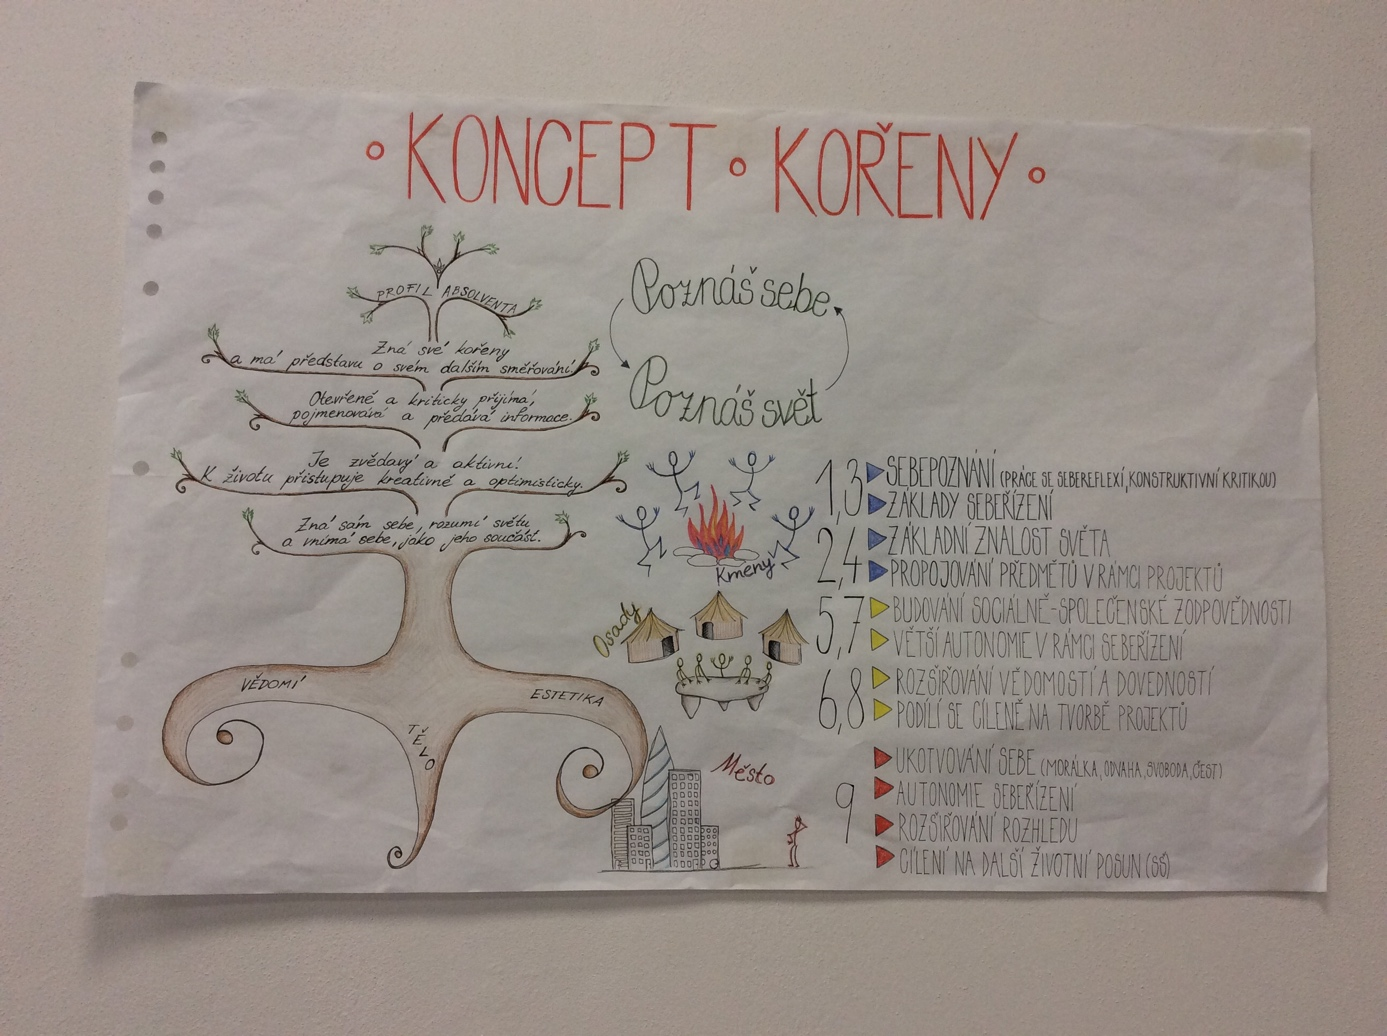 • KONCEPT • KOŘENY •
PROFIL ABSOLVENTA
Zná své kořeny
a má představu o svém dalším směřování.
Otevřeně a kriticky přijímá,
pojmenovává a předává informace.
Je zvědavý a aktivní!
K životu přistupuje kreativně a optimisticky.
Zná sám sebe, rozumí světu
a vnímá sebe, jako jeho součást.
VĚDOMÍ
TĚLO
ESTETIKA
Poznáš sebe
Poznáš svět
Kmeny
Osady
Město
1,3
SEBEPOZNÁNÍ (PRÁCE SE SEBEREFLEXÍ, KONSTRUKTIVNÍ KRITIKOU)
ZÁKLADY SEBEŘÍZENÍ
2,4
ZÁKLADNÍ ZNALOST SVĚTA
PROPOJOVÁNÍ PŘEDMĚTŮ V RÁMCI PROJEKTŮ
5,7
BUDOVÁNÍ SOCIÁLNĚ-SPOLEČENSKÉ ZODPOVĚDNOSTI
VĚTŠÍ AUTONOMIE V RÁMCI SEBEŘÍZENÍ
6,8
ROZŠIŘOVÁNÍ VĚDOMOSTÍ A DOVEDNOSTÍ
PODÍLÍ SE CÍLENĚ NA TVORBĚ PROJEKTŮ
9
UKOTVOVÁNÍ SEBE (MORÁLKA, ODVAHA, SVOBODA, ČEST)
AUTONOMIE SEBEŘÍZENÍ
ROZŠIŘOVÁNÍ ROZHLEDU
CÍLENÍ NA DALŠÍ ŽIVOTNÍ POSUN (SŠ)